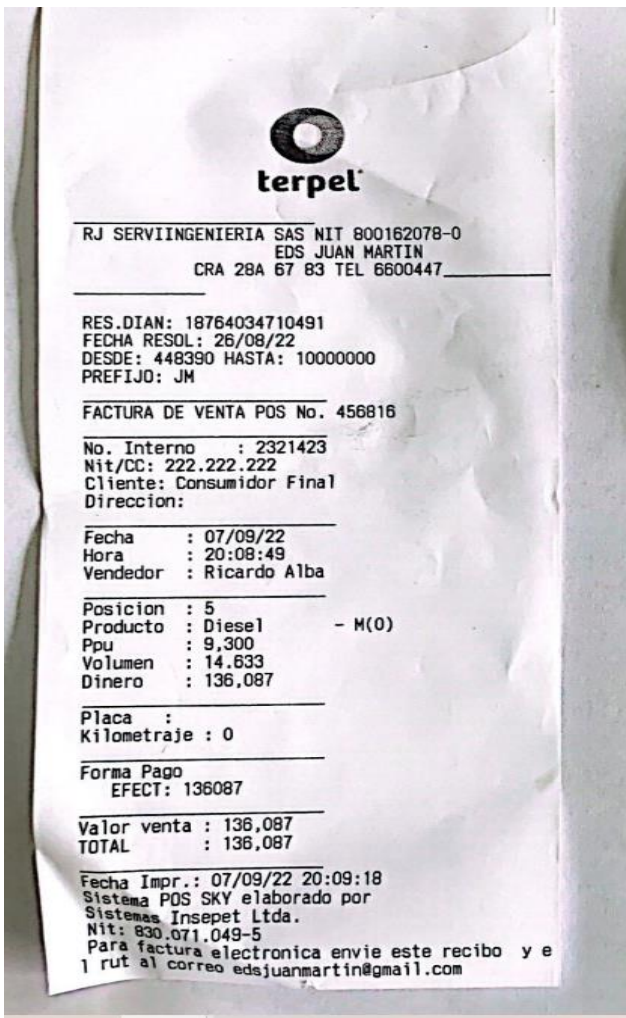 terpel
RJ SERVIINGENIERIA SAS NIT 800162078-0
EDS JUAN MARTIN
CRA 28A 67 83 TEL 6600447
RES.DIAN: 18764034710491
FECHA RESOL: 26/08/22
DESDE: 448390 HASTA: 10000000
PREFIJO: JM
FACTURA DE VENTA POS No. 456816
No. Interno : 2321423
Nit/CC: 222.222.222
Cliente: Consumidor Final
Direccion:
Fecha : 07/09/22
Hora : 20:08:49
Vendedor : Ricardo Alba
Posicion : 5
Producto : Diesel - M(0)
Ppu : 9,300
Volumen : 14.633
Dinero : 136,087
Placa :
Kilometraje : 0
Forma Pago
EFECT: 136087
Valor venta : 136,087
TOTAL : 136,087
Fecha Impr.: 07/09/22 20:09:18
Sistema POS SKY elaborado por
Sistemas Insepet Ltda.
Nit: 830.071.049-5
Para factura electronica envie este recibo y e
l rut al correo edsjuanmartin@gmail.com